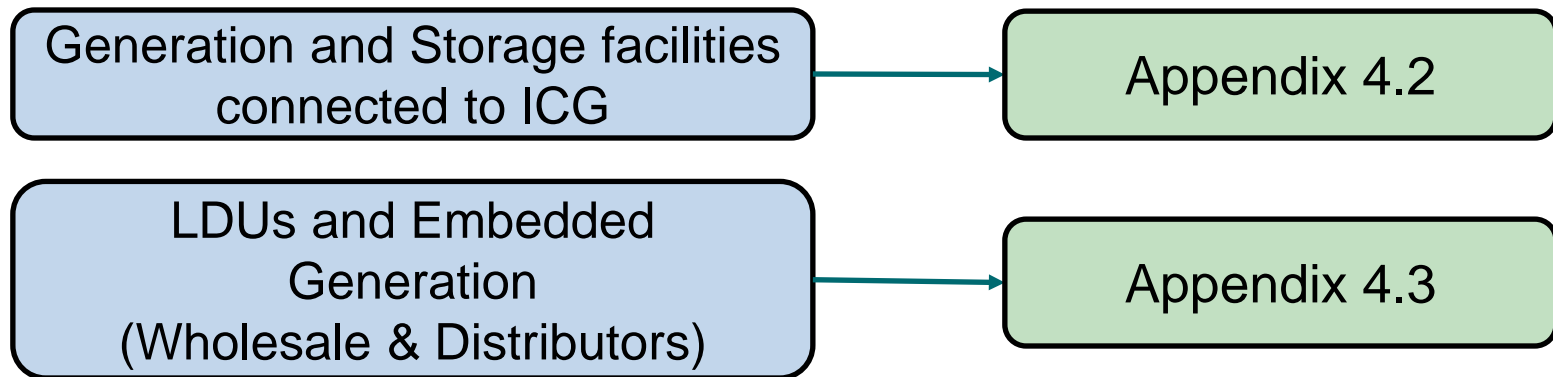 Generation and Storage facilities
connected to ICG
Appendix 4.2
LDUs and Embedded
Generation
(Wholesale & Distributors)
Appendix 4.3